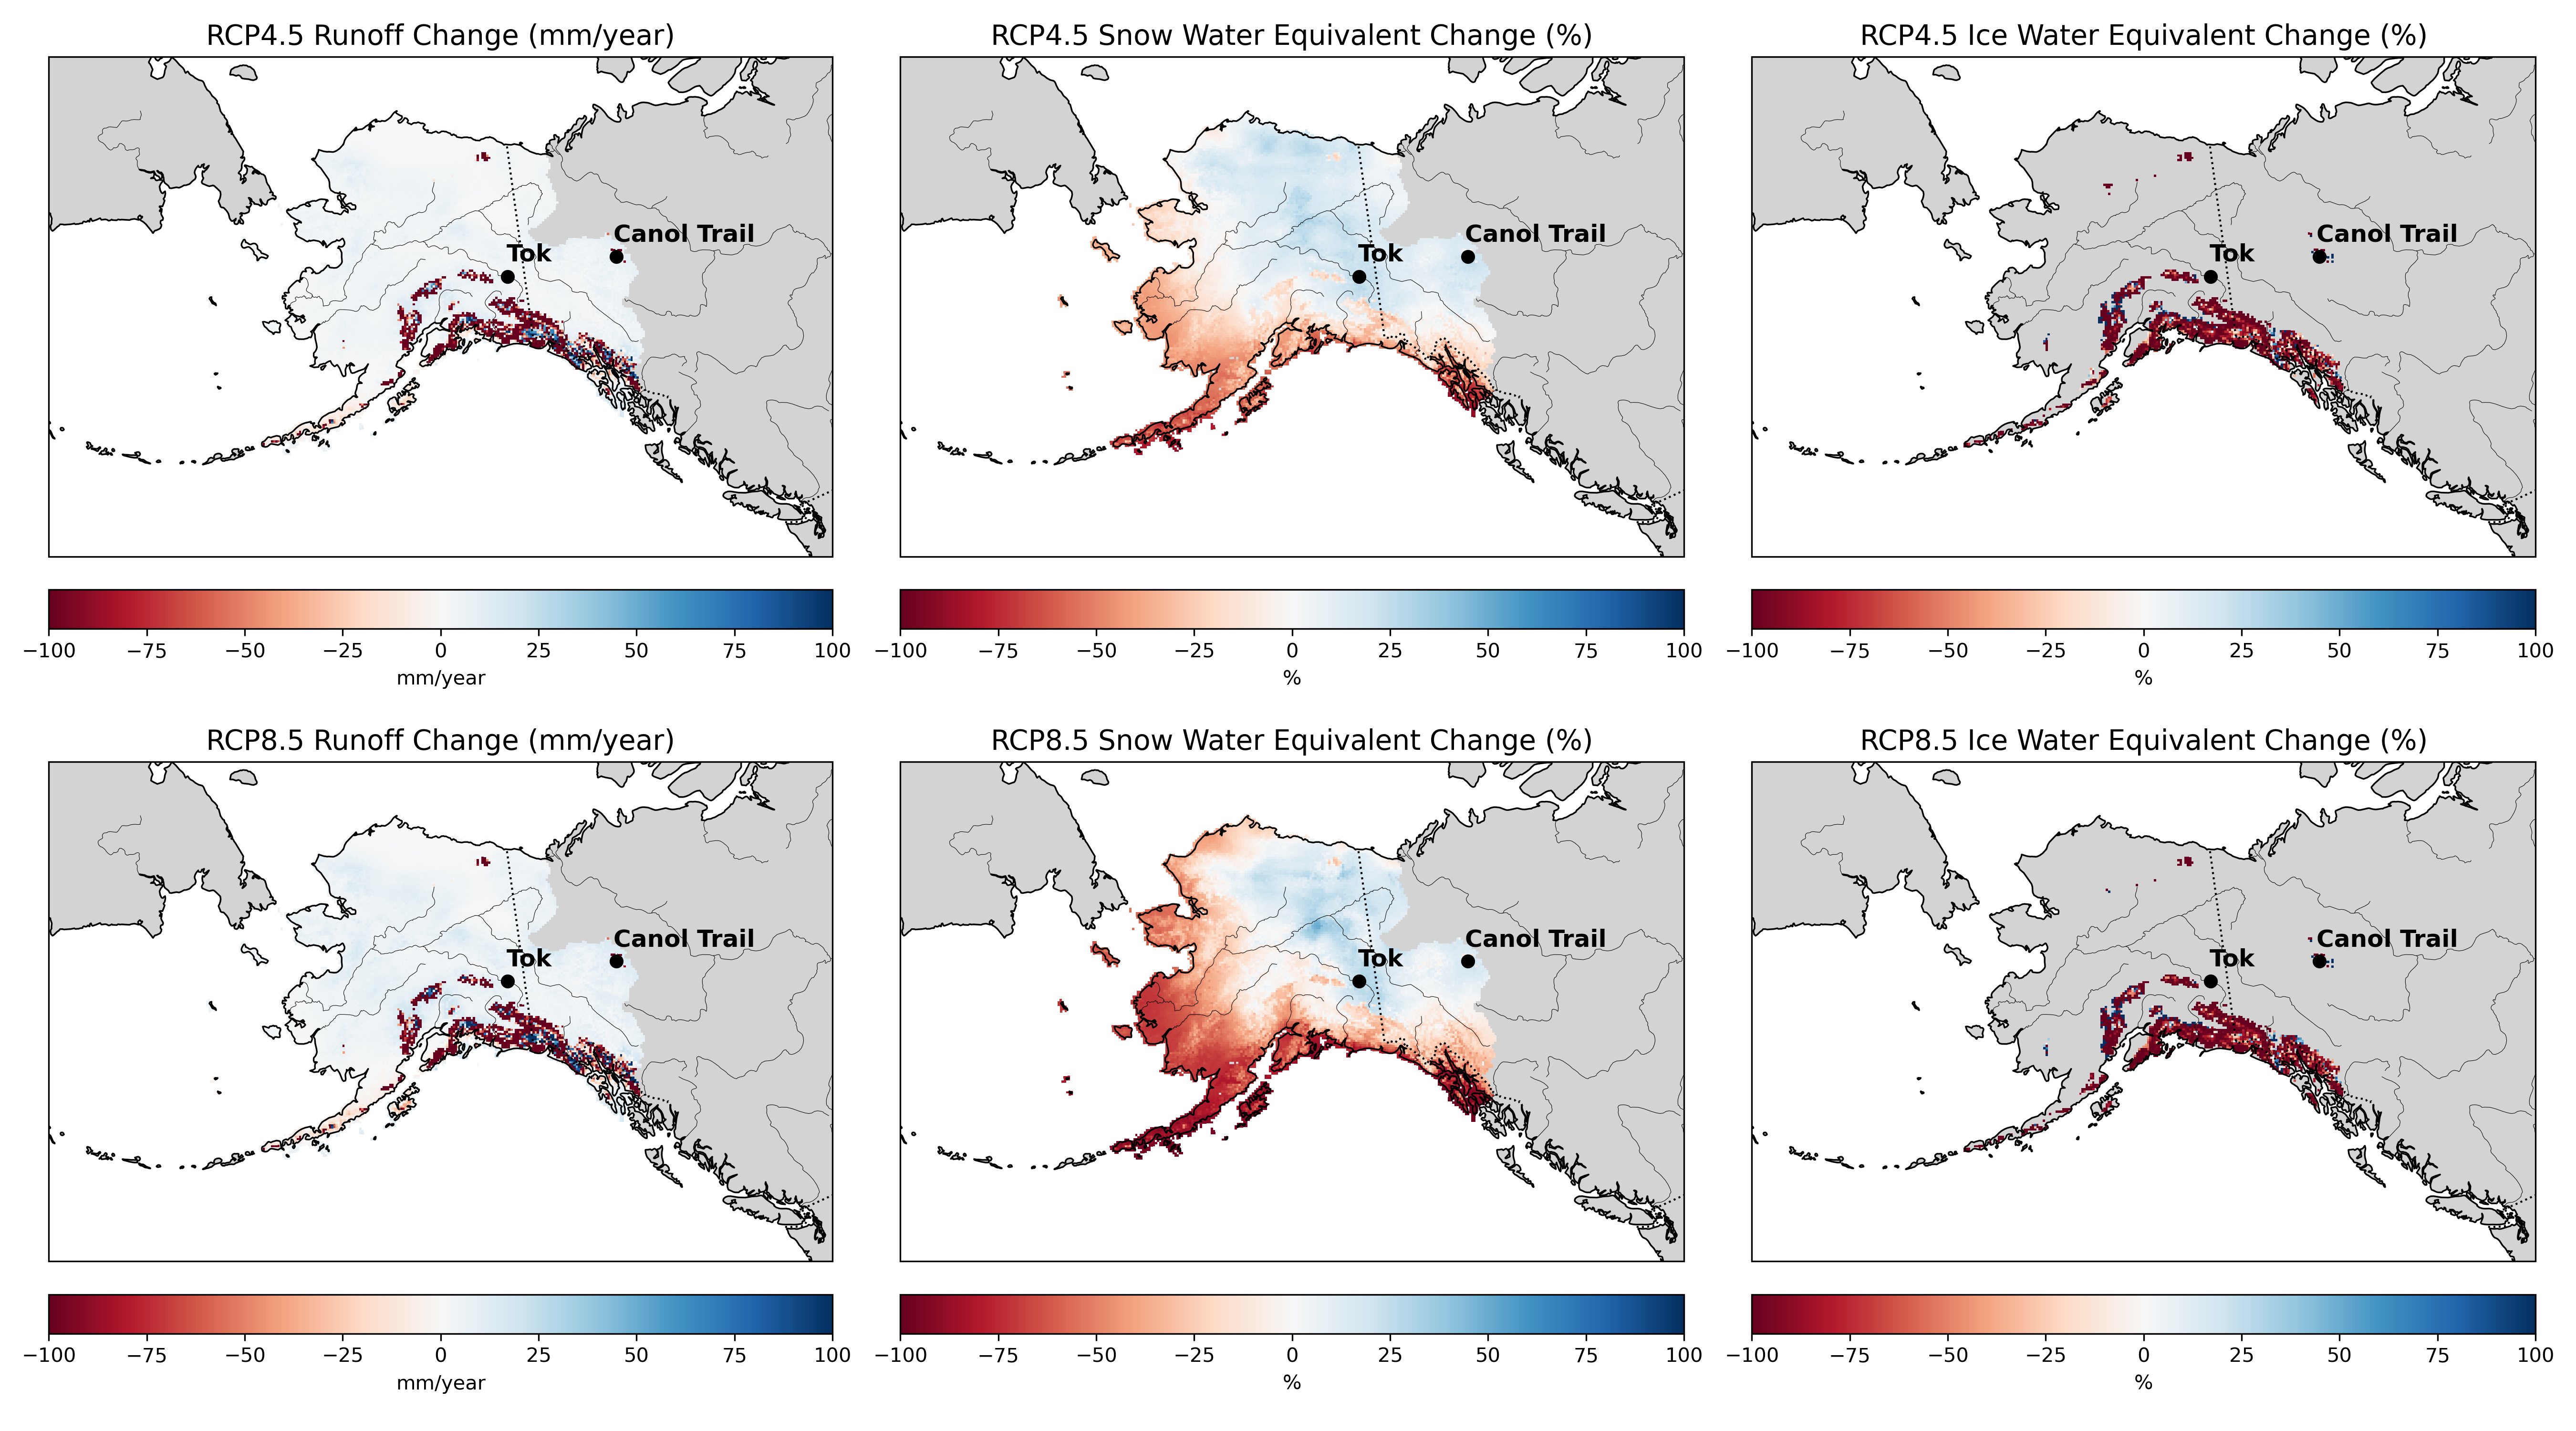 RCP4.5 Runoff Change (mm/year)
Canol Trail
Tok
−100 −75 −50 −25 0 25 50 75 100
mm/year
RCP4.5 Snow Water Equivalent Change (%)
Canol Trail
Tok
−100 −75 −50 −25 0 25 50 75 100
%
RCP4.5 Ice Water Equivalent Change (%)
Canol Trail
Tok
−100 −75 −50 −25 0 25 50 75 100
%
RCP8.5 Runoff Change (mm/year)
Canol Trail
Tok
−100 −75 −50 −25 0 25 50 75 100
mm/year
RCP8.5 Snow Water Equivalent Change (%)
Canol Trail
Tok
−100 −75 −50 −25 0 25 50 75 100
%
RCP8.5 Ice Water Equivalent Change (%)
Canol Trail
Tok
−100 −75 −50 −25 0 25 50 75 100
%